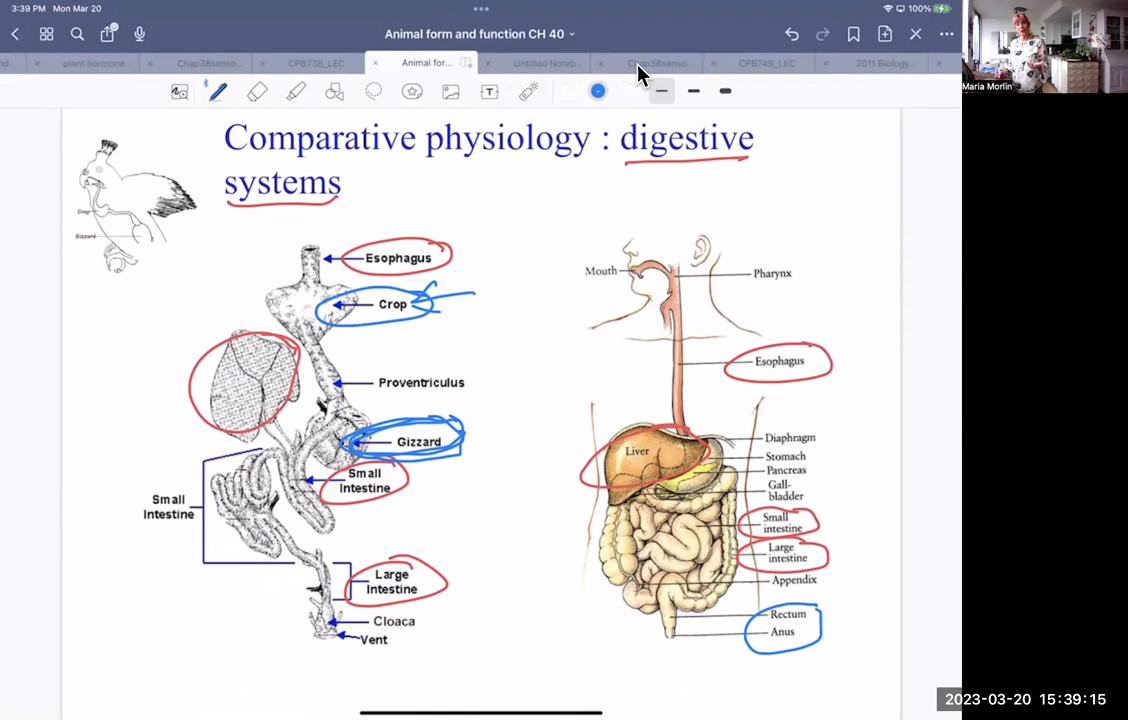 3:39 PM Mon Mar 20
100%
Animal form and function CH 40
nd.
plant hormone..
Chap38senso..
CPB738_LEC
Animal for...
Untitled Noteb...
Chap38senso..
CPB749_LEC
2011 Biology..
Maria Morlin
T
Comparative physiology : digestive
systems
Crop
Gizzard
Esophagus
Crop
Proventriculus
Gizzard
Small
Intestine
Small
Intestine
Large
Intestine
Cloaca
Vent
Mouth
Pharynx
Esophagus
Liver
Diaphragm
Stomach
Pancreas
Gall-
bladder
Small
intestine
Large
intestine
Appendix
Rectum
Anus
2023-03-20 15:39:15